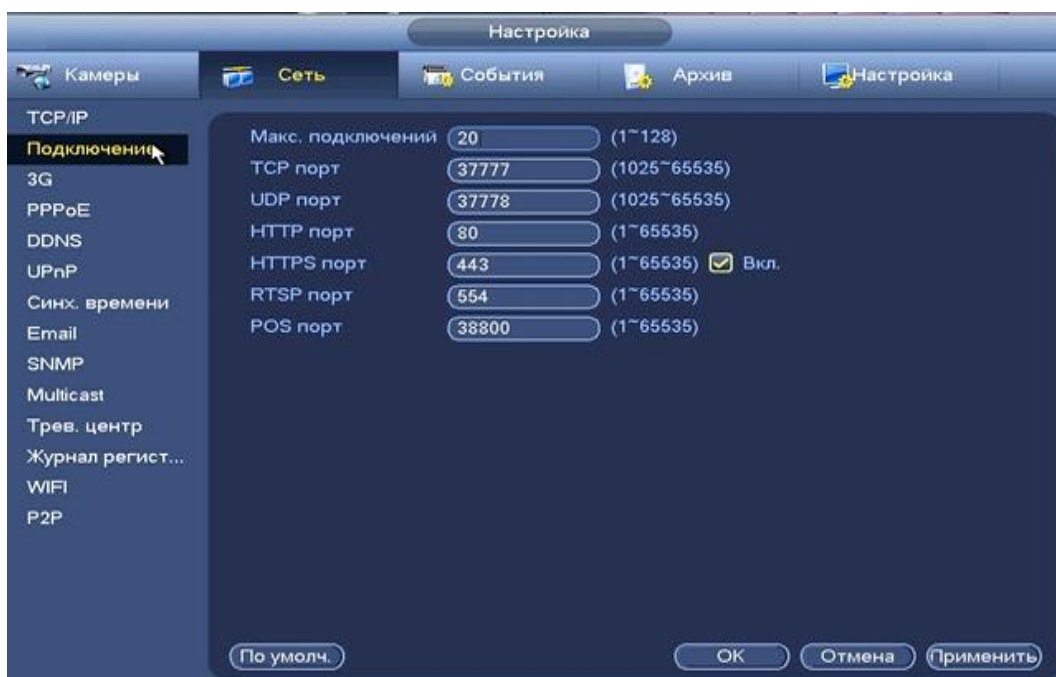 Настройка
Камеры
Сеть
События
Архив
Настройка
TCP/IP
Подключение
3G
PPPoE
DDNS
UPnP
Синх. времени
Email
SNMP
Multicast
Трев. центр
Журнал регист...
WIFI
P2P
Макс. подключений 20 (1~128)
TCP порт 37777 (1025~65535)
UDP порт 37778 (1025~65535)
HTTP порт 80 (1~65535)
HTTPS порт 443 (1~65535) Вкл.
RTSP порт 554 (1~65535)
POS порт 38800 (1~65535)
По умолч. OK Отмена Применить